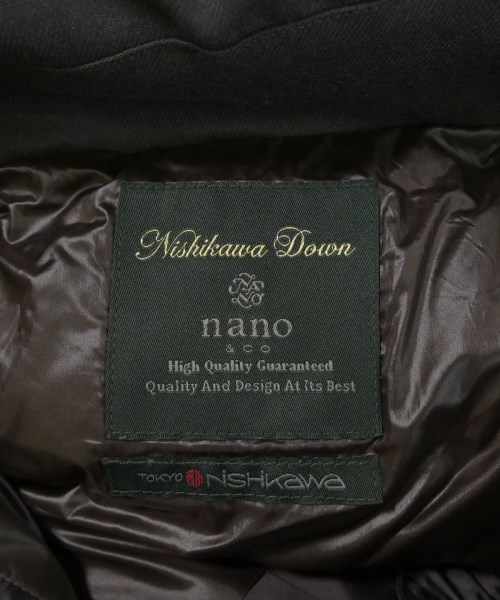 Nishikawa Down
nano
& CO
High Quality Guaranteed
Quality And Design At Its Best
TOKYO NISHIKAWA